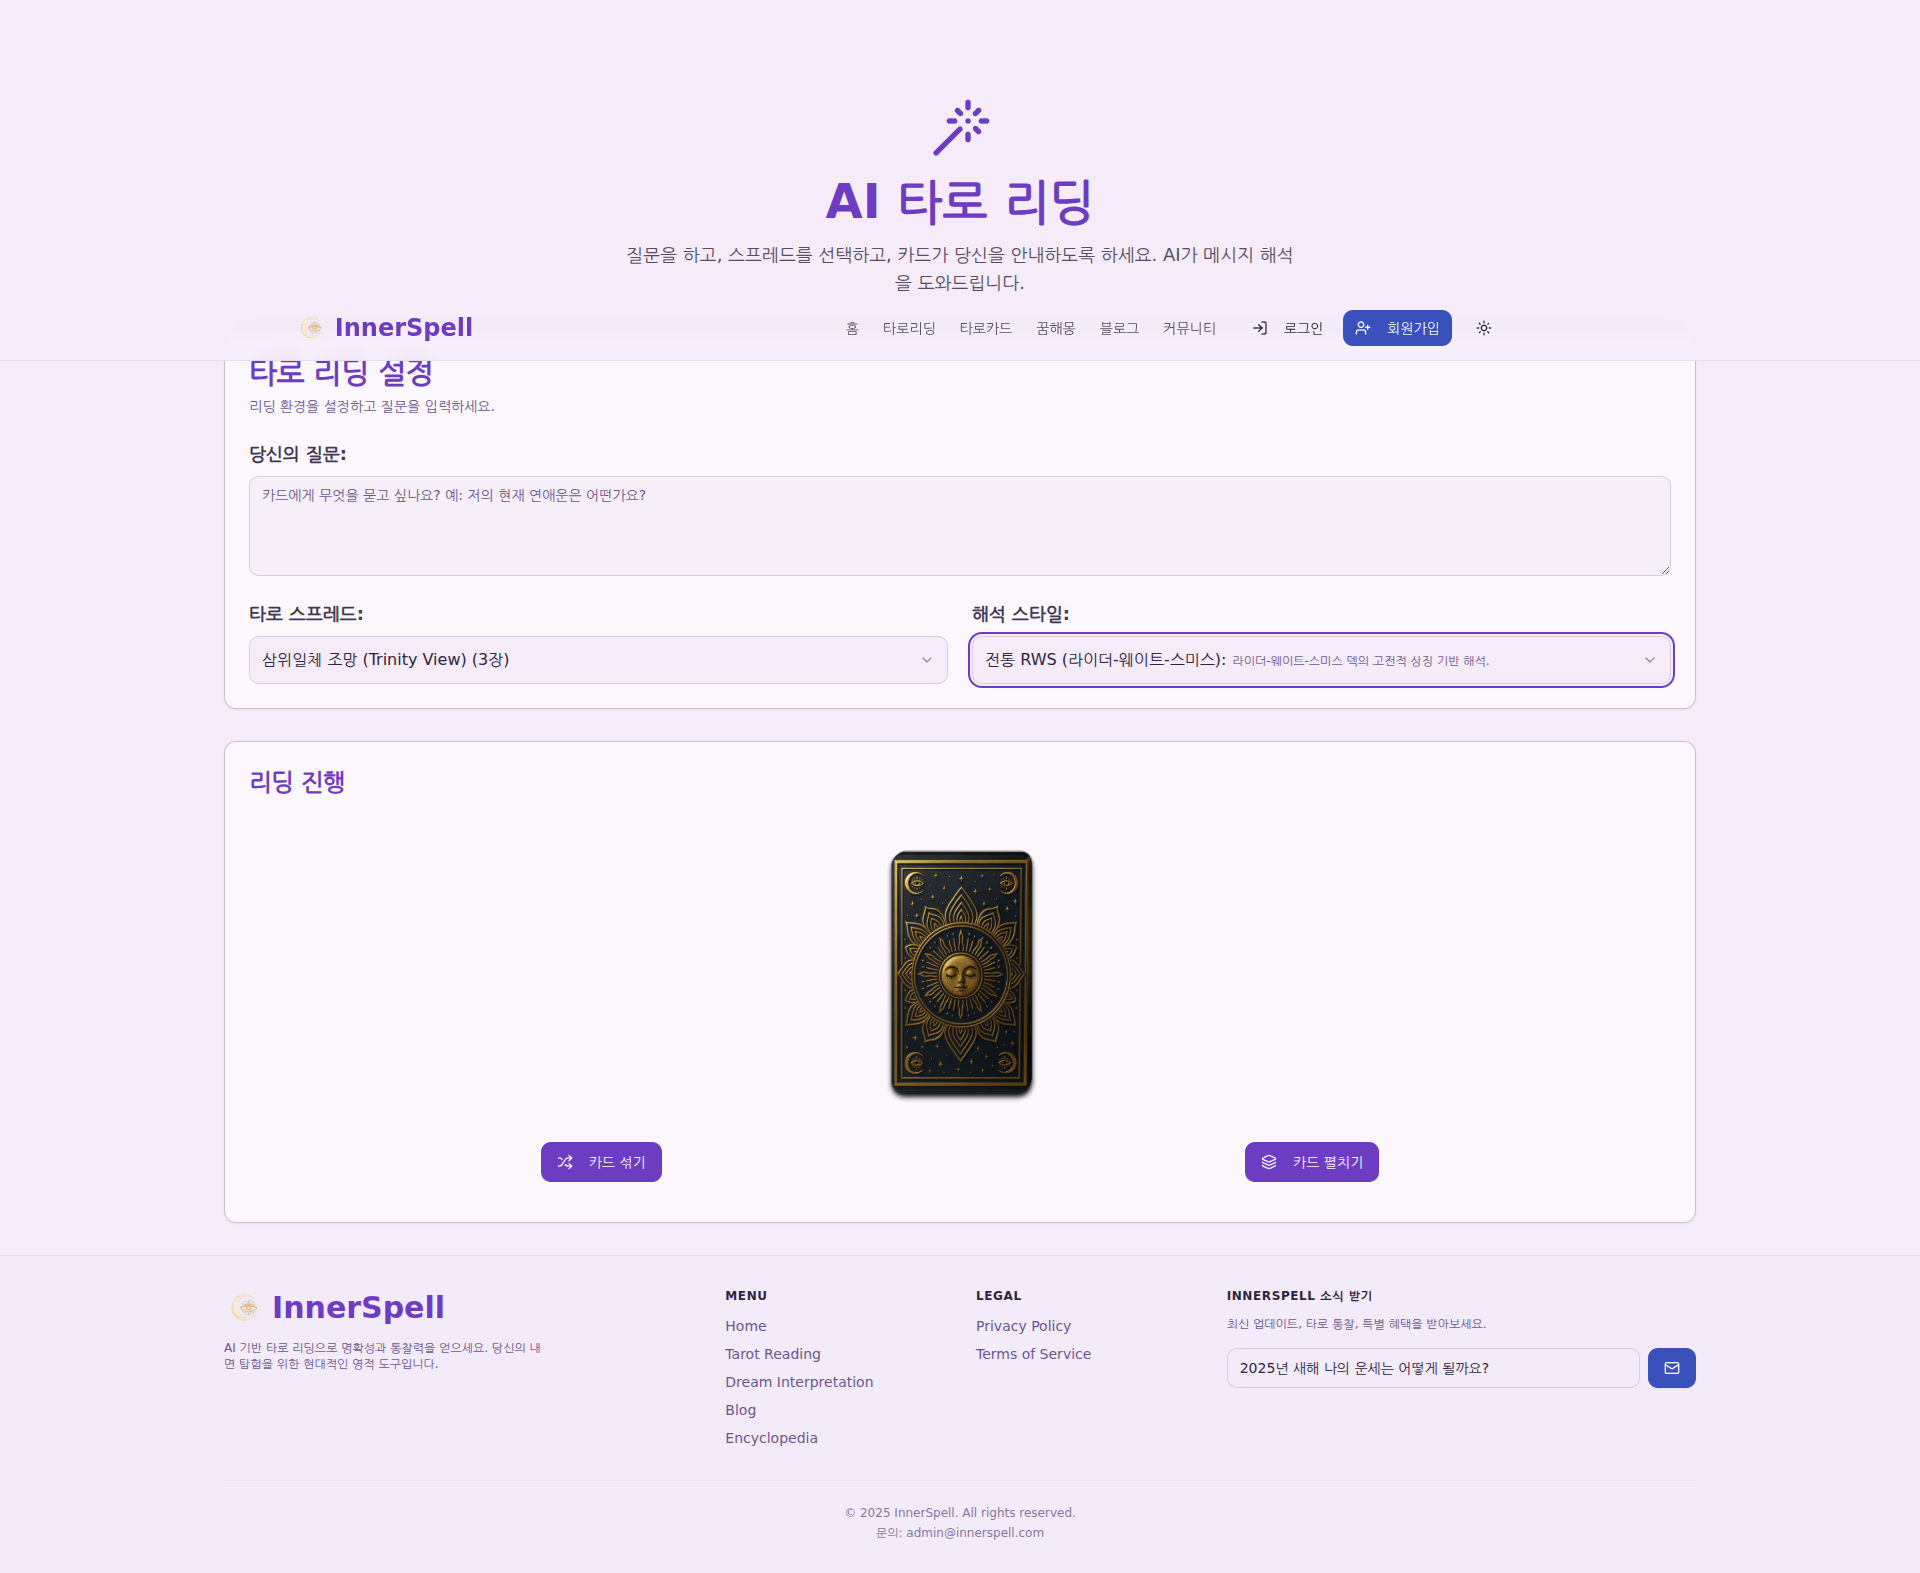 AI 타로 리딩
질문을 하고, 스프레드를 선택하고, 카드가 당신을 안내하도록 하세요. AI가 메시지 해석
을 도와드립니다.
InnerSpell
홈
타로리딩
타로카드
꿈해몽
블로그
커뮤니티
로그인
회원가입
타로 리딩 설정
리딩 환경을 설정하고 질문을 입력하세요.
당신의 질문:
카드에게 무엇을 묻고 싶나요? 예: 저의 현재 연애운은 어떤가요?
타로 스프레드:
삼위일체 조망 (Trinity View) (3장)
해석 스타일:
전통 RWS (라이더-웨이트-스미스): 라이더-웨이트-스미스 덱의 고전적 상징 기반 해석.
리딩 진행
카드 섞기
카드 펼치기
InnerSpell
AI 기반 타로 리딩으로 명확성과 통찰력을 얻으세요. 당신의 내
면 탐험을 위한 현대적인 영적 도구입니다.
MENU
Home
Tarot Reading
Dream Interpretation
Blog
Encyclopedia
LEGAL
Privacy Policy
Terms of Service
INNERSPELL 소식 받기
최신 업데이트, 타로 통찰, 특별 혜택을 받아보세요.
2025년 새해 나의 운세는 어떻게 될까요?
© 2025 InnerSpell. All rights reserved.
문의: admin@innerspell.com